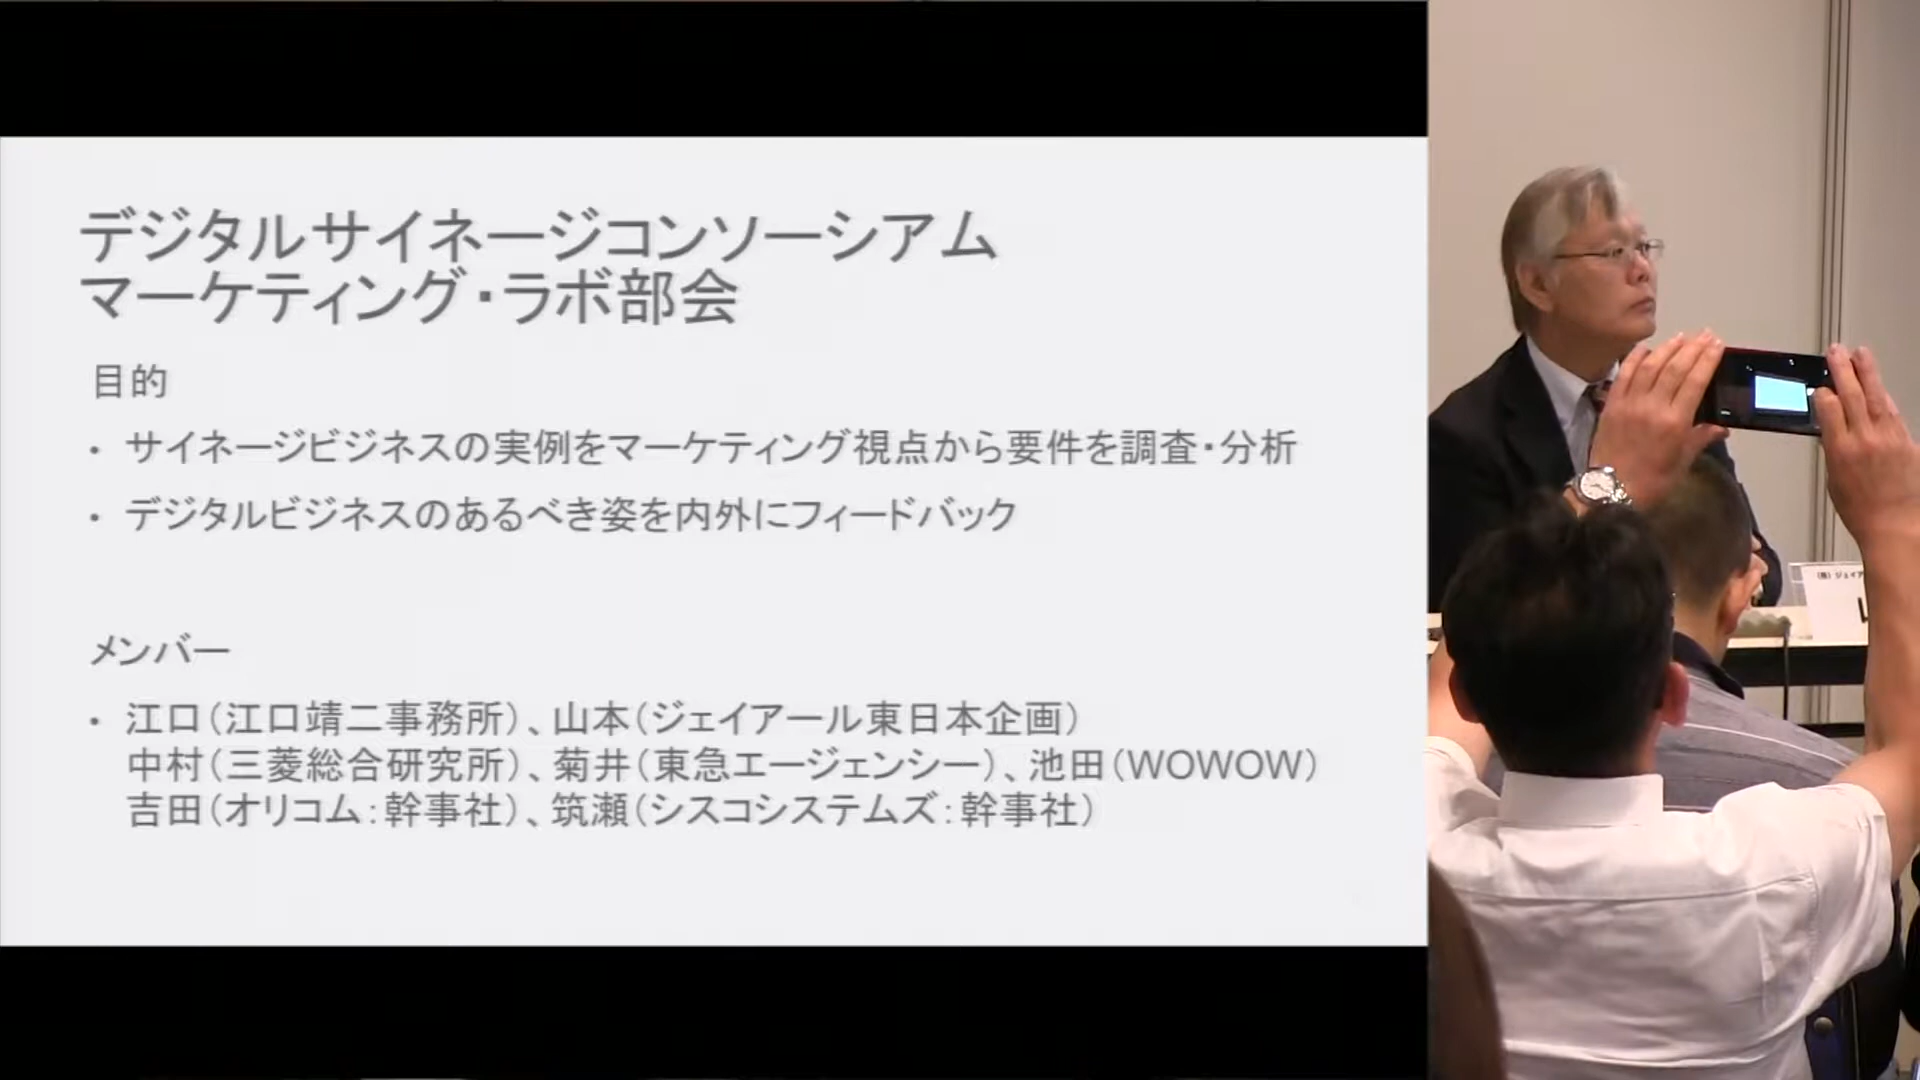 デジタルサイネージコンソーシアム
マーケティング・ラボ部会
目的
・ サイネージビジネスの実例をマーケティング視点から要件を調査・分析
・ デジタルビジネスのあるべき姿を内外にフィードバック
メンバー
・ 江口（江口靖二事務所）、山本（ジェイアール東日本企画）
中村（三菱総合研究所）、菊井（東急エージェンシー）、池田（WOWOW）
吉田（オリコム：幹事社）、筑瀬（シスコシステムズ：幹事社）
（株）ジェイア